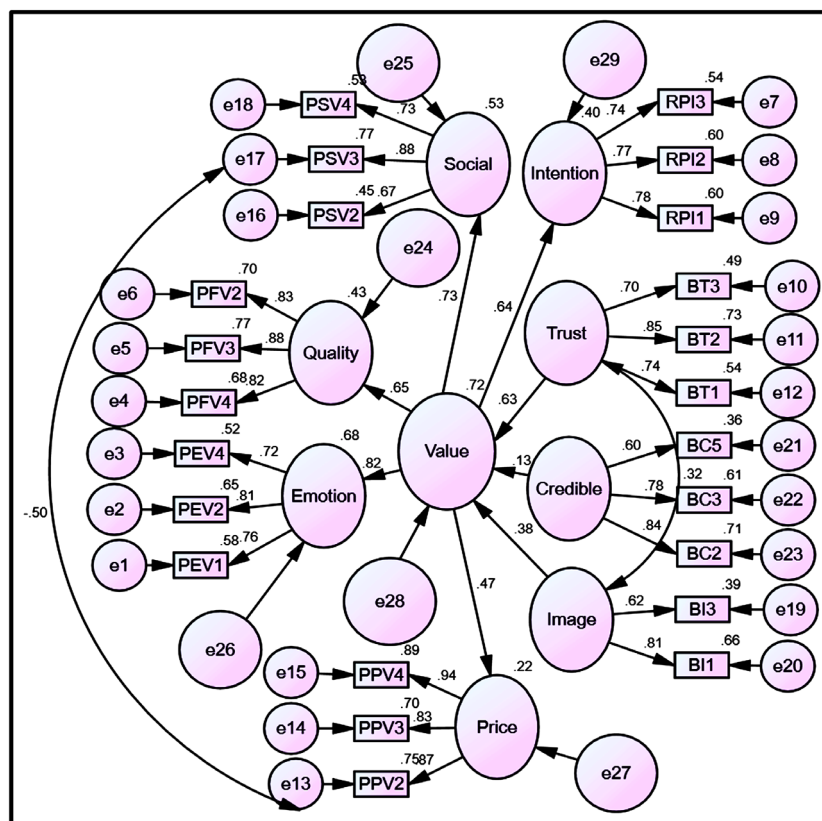 e25
e29
.53
.53
.54
e18
PSV4
.73
.40
.74
RPI3
e7
.77
.60
e17
PSV3
.88
Social
Intention
.77
RPI2
e8
.60
.45
.67
.78
e16
PSV2
RPI1
e9
e24
.49
.70
.70
BT3
e10
e6
PFV2
.83
.43
.73
.64
.73
.77
Trust
.85
BT2
e11
e5
PFV3
.88
Quality
.54
.74
.68
.82
.65
.72
.63
BT1
e12
e4
PFV4
.36
.52
.68
.60
BC5
e21
e3
PEV4
.72
Value
.82
.13
.32
.61
.65
.81
Emotion
Credible
.78
BC3
e22
e2
PEV2
-.50
.71
.58
.76
.38
.84
BC2
e23
e1
PEV1
.47
.39
e28
Image
.62
BI3
e19
e26
.89
.22
.81
.66
e15
PPV4
.94
BI1
e20
.70
e14
PPV3
.83
Price
.75
87
e13
PPV2
e27